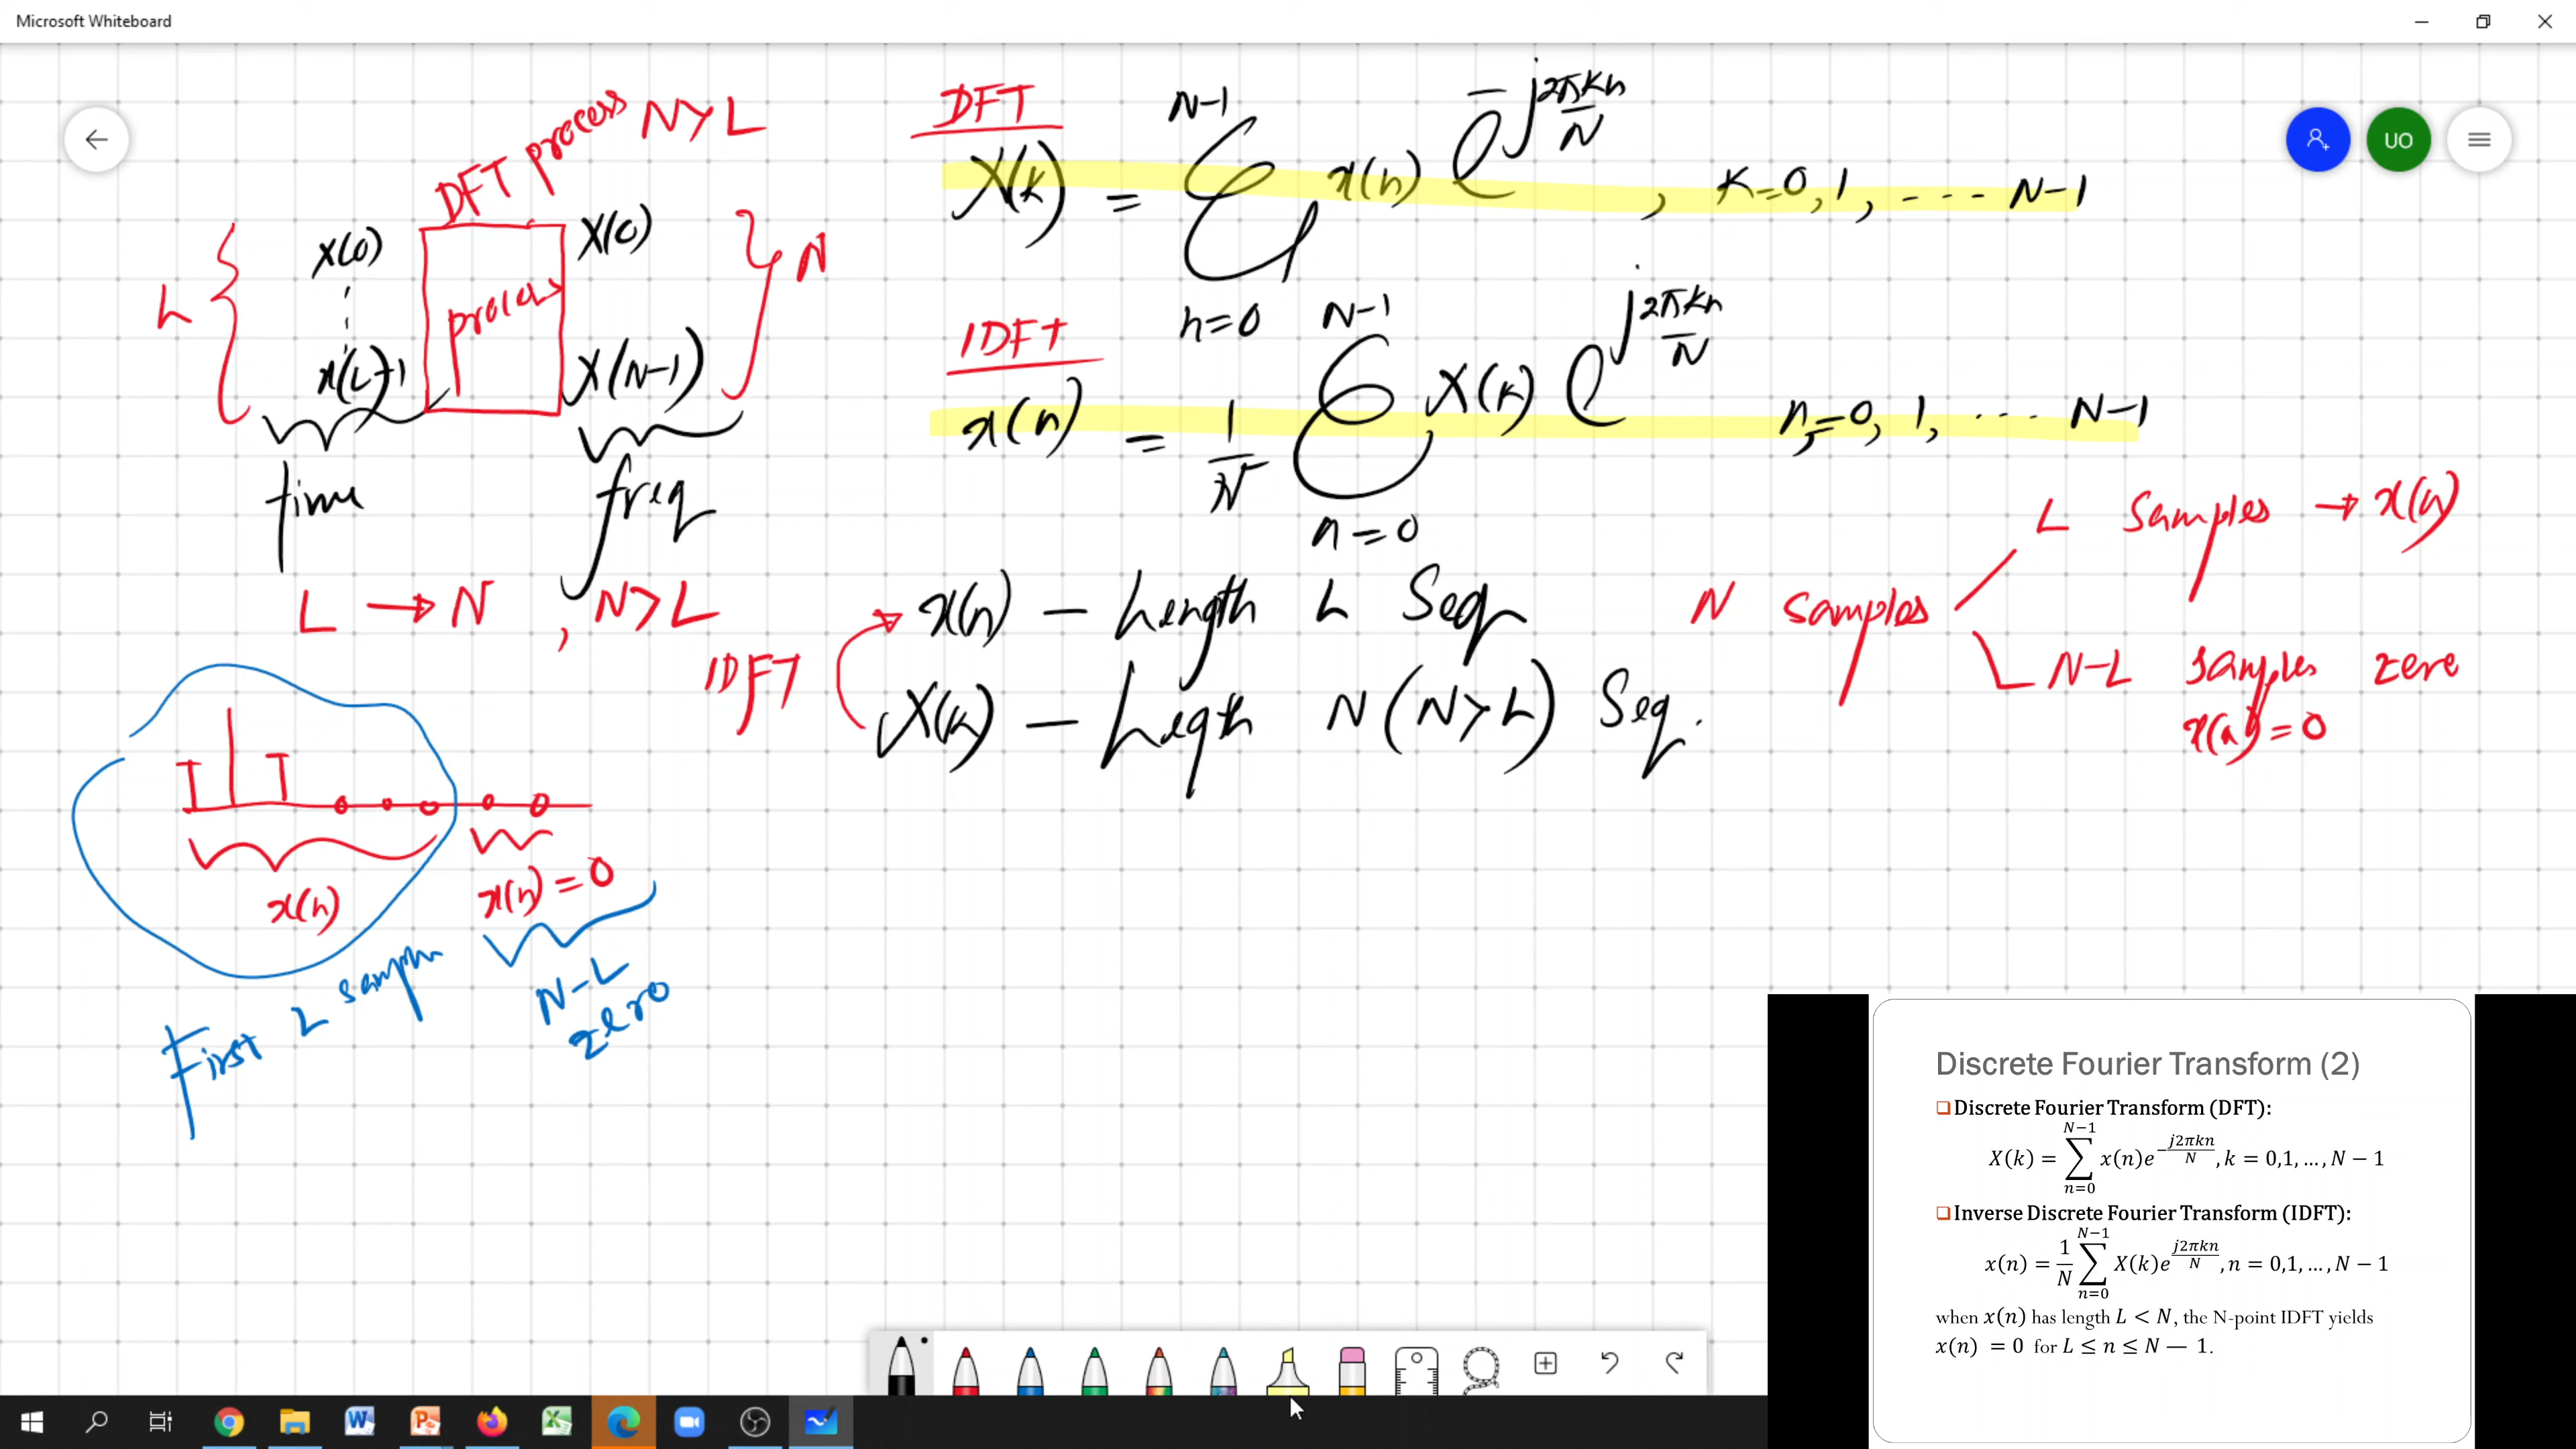 Microsoft Whiteboard
UO
DFT process N>L
L
x(0)
x(L)-1
process
X(0)
X(N-1)
N
time
freq
L → N , N>L
DFT
X(k) = N-1 Σ n=0 x(n) e^-j2πkn/N , K=0,1, ---- N-1
IDFT
x(n) = 1/N N-1 Σ n=0 X(k) e^j2πkn/N n,=0, 1, ... N-1
x(n) – Length L Seq
IDFT
X(k) – Legth N(N>L) Seq.
N Samples
L Samples → x(n)
N-L Samples zero
x(n)=0
x(n)
x(n)=0
First L sample
N-L
zero
Discrete Fourier Transform (2)
Discrete Fourier Transform (DFT):
X(k) = N−1 ∑ n=0 x(n)e^−j2πkn/N, k = 0,1, …, N − 1
Inverse Discrete Fourier Transform (IDFT):
x(n) = 1/N N−1 ∑ n=0 X(k)e^j2πkn/N, n = 0,1, …, N − 1
when x(n) has length L < N, the N-point IDFT yields
x(n) = 0 for L ≤ n ≤ N — 1.